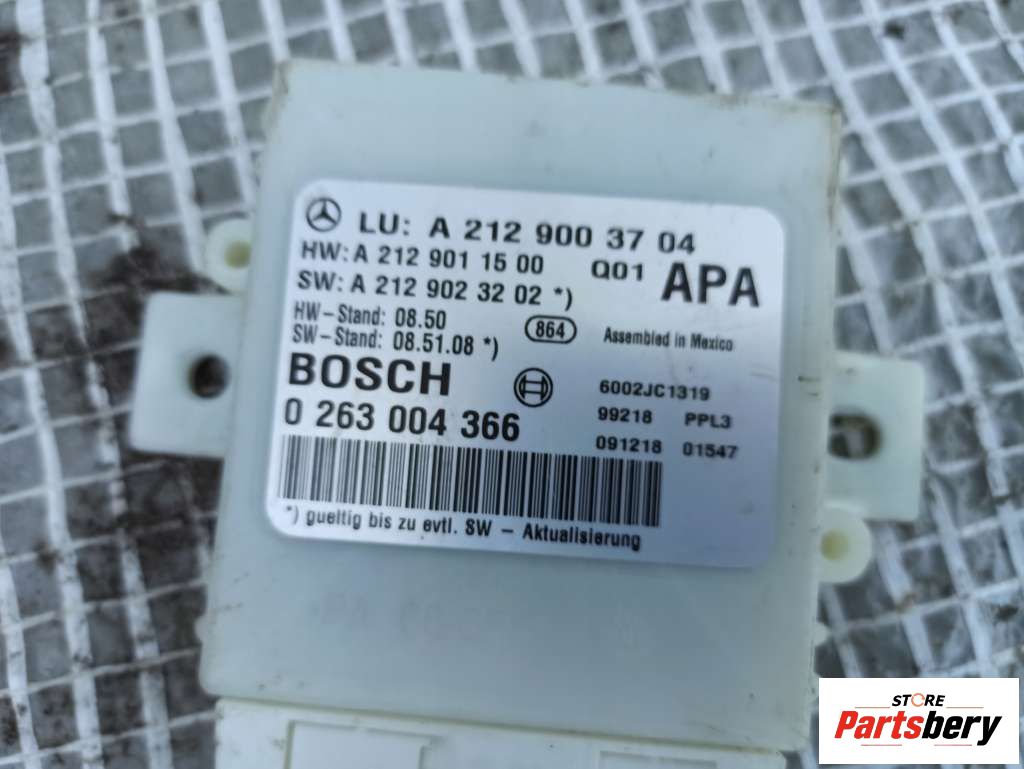 LU: A 212 900 37 04
HW: A 212 901 15 00 Q01 APA
SW: A 212 902 32 02 *)
HW-Stand: 08.50
SW-Stand: 08.51.08 *) 864 Assembled in Mexico
BOSCH 6002JC1319
0 263 004 366 99218 PPL3
091218 01547
*) gueltig bis zu evtl. SW - Aktualisierung
STORE
Partsbery